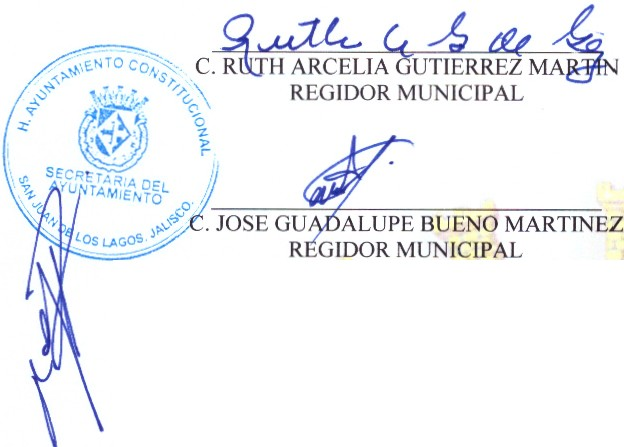 Ruth
C. RUTH ARCELIA GUTIERREZ MARTIN
REGIDOR MUNICIPAL
H. AYUNTAMIENTO CONSTITUCIONAL
SECRETARIA DEL
AYUNTAMIENTO
SAN JUAN DE LOS LAGOS, JALISCO.
C. JOSE GUADALUPE BUENO MARTINEZ
REGIDOR MUNICIPAL